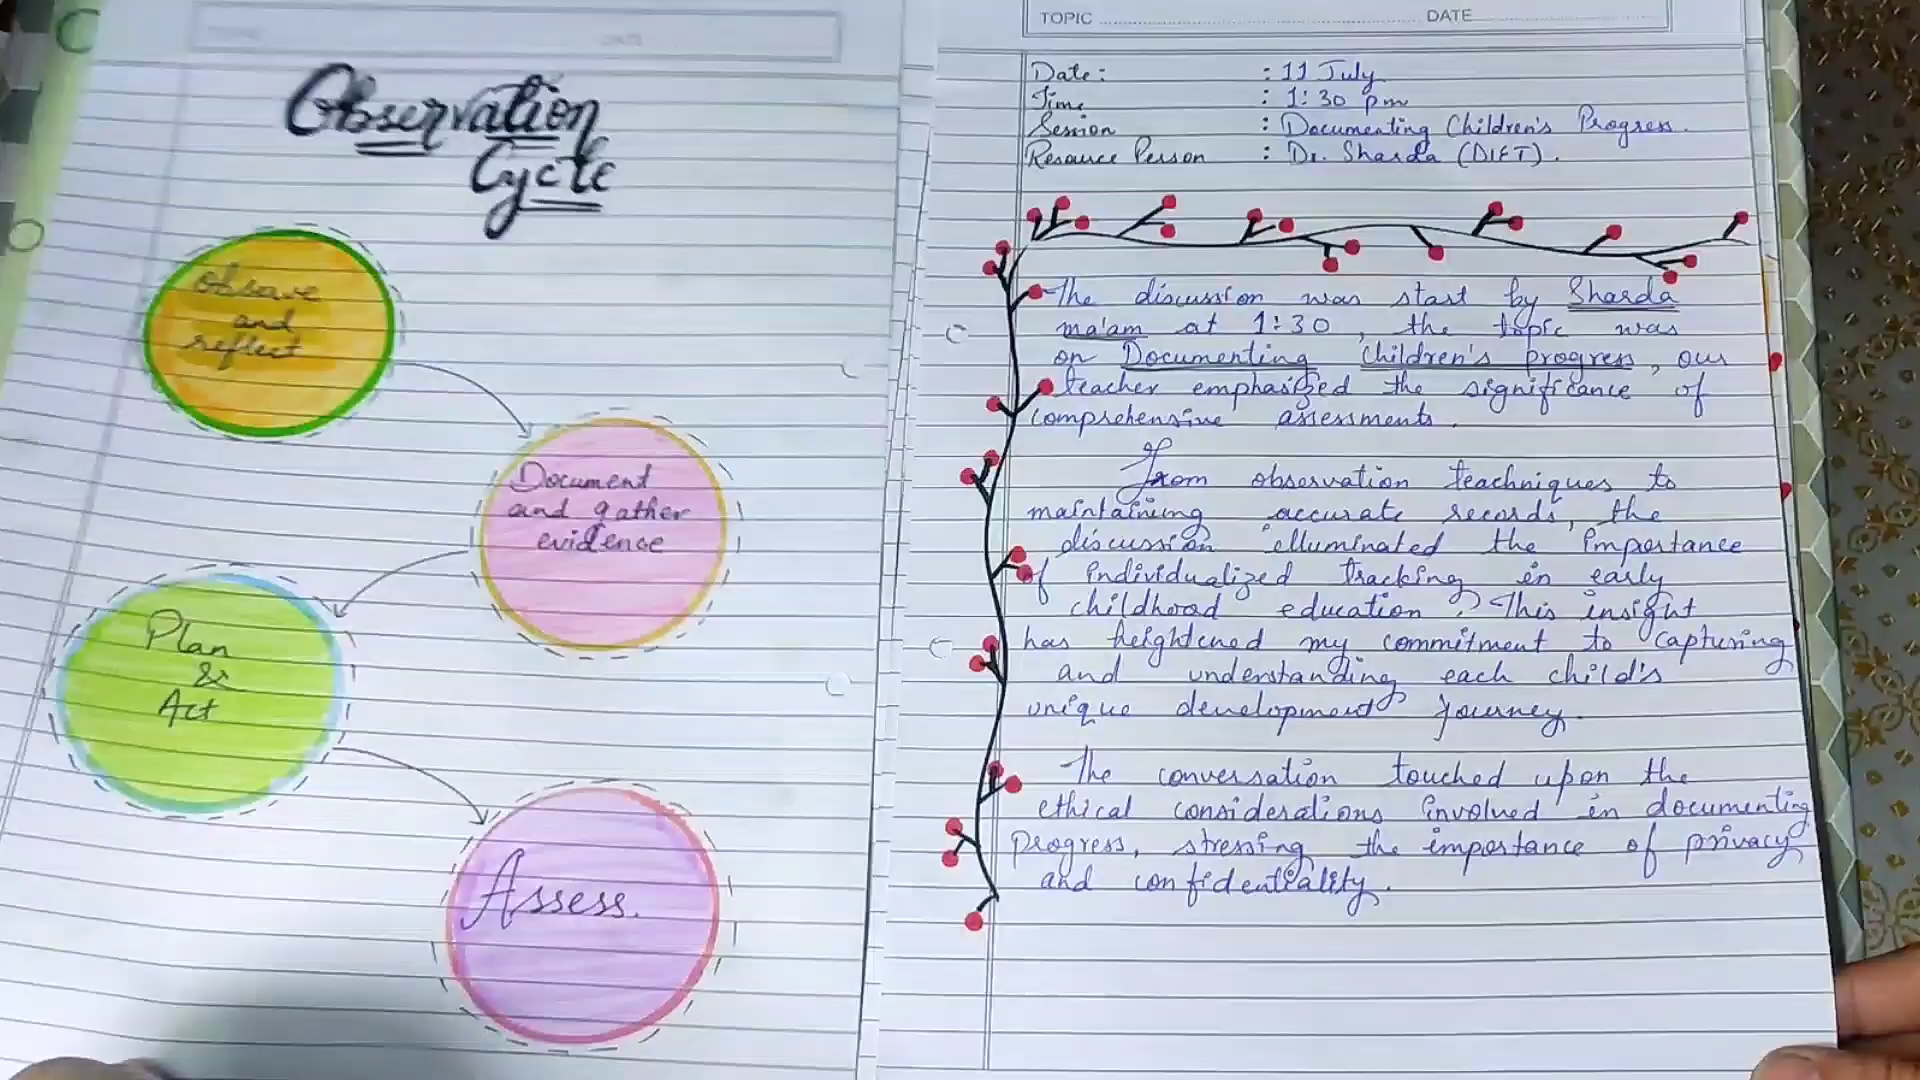 Observation
Cycle
Observe
and
reflect
Document
and gather
evidence
Plan
&
Act
Assess.
TOPIC
DATE
Date: : 11 July
Time : 1:30 pm
Session : Documenting Children's Progress.
Resource Person : Dr. Sharda (DIET).
The discussion was start by Sharda
ma'am at 1:30, the topic was
on Documenting Children's progress, our
teacher emphasized the significance of
comprehensive assessments.
From observation teachniques to
maintaining accurate records, the
discussion illuminated the importance
of individualized tracking in early
childhood education. This insight
has heightened my commitment to capturing
and understanding each child's
unique development journey.
The conversation touched upon the
ethical considerations involved in documenting
progress, stressing the importance of privacy
and confidentiality.